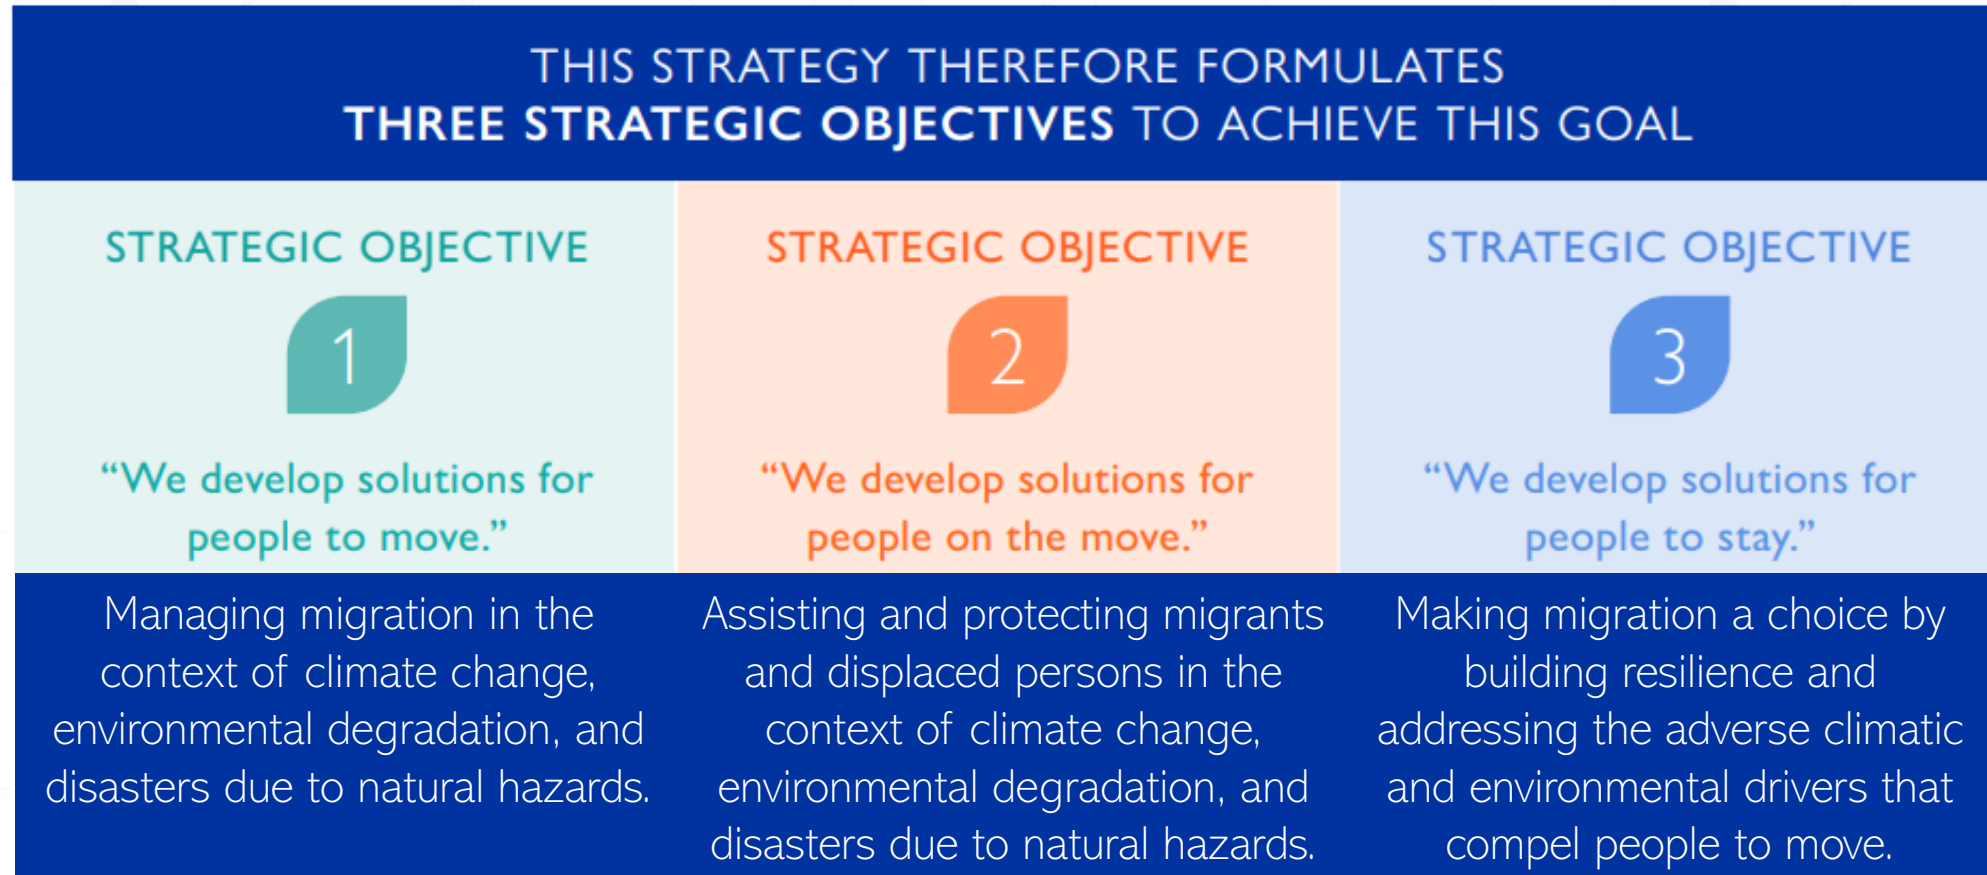 THIS STRATEGY THEREFORE FORMULATES
THREE STRATEGIC OBJECTIVES TO ACHIEVE THIS GOAL
STRATEGIC OBJECTIVE
1
“We develop solutions for
people to move.”
Managing migration in the
context of climate change,
environmental degradation, and
disasters due to natural hazards.
STRATEGIC OBJECTIVE
2
“We develop solutions for
people on the move.”
Assisting and protecting migrants
and displaced persons in the
context of climate change,
environmental degradation, and
disasters due to natural hazards.
STRATEGIC OBJECTIVE
3
“We develop solutions for
people to stay.”
Making migration a choice by
building resilience and
addressing the adverse climatic
and environmental drivers that
compel people to move.